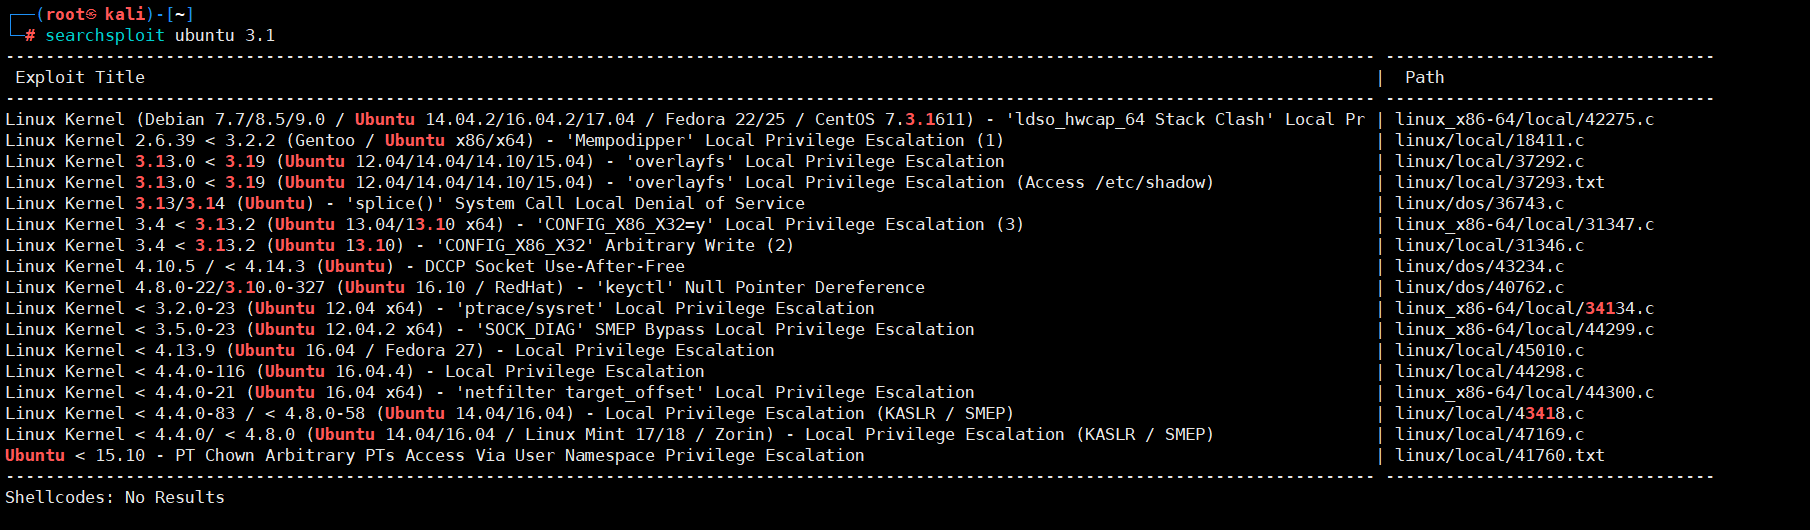 ┌──(root㉿ kali)-[~]
└─# searchsploit ubuntu 3.1
----------------------------------------------------------------------------------------------------------------------------------------- ---------------------------------
 Exploit Title | Path
----------------------------------------------------------------------------------------------------------------------------------------- ---------------------------------
Linux Kernel (Debian 7.7/8.5/9.0 / Ubuntu 14.04.2/16.04.2/17.04 / Fedora 22/25 / CentOS 7.3.1611) - 'ldso_hwcap_64 Stack Clash' Local Pr | linux_x86-64/local/42275.c
Linux Kernel 2.6.39 < 3.2.2 (Gentoo / Ubuntu x86/x64) - 'Mempodipper' Local Privilege Escalation (1) | linux/local/18411.c
Linux Kernel 3.13.0 < 3.19 (Ubuntu 12.04/14.04/14.10/15.04) - 'overlayfs' Local Privilege Escalation | linux/local/37292.c
Linux Kernel 3.13.0 < 3.19 (Ubuntu 12.04/14.04/14.10/15.04) - 'overlayfs' Local Privilege Escalation (Access /etc/shadow) | linux/local/37293.txt
Linux Kernel 3.13/3.14 (Ubuntu) - 'splice()' System Call Local Denial of Service | linux/dos/36743.c
Linux Kernel 3.4 < 3.13.2 (Ubuntu 13.04/13.10 x64) - 'CONFIG_X86_X32=y' Local Privilege Escalation (3) | linux_x86-64/local/31347.c
Linux Kernel 3.4 < 3.13.2 (Ubuntu 13.10) - 'CONFIG_X86_X32' Arbitrary Write (2) | linux/local/31346.c
Linux Kernel 4.10.5 / < 4.14.3 (Ubuntu) - DCCP Socket Use-After-Free | linux/dos/43234.c
Linux Kernel 4.8.0-22/3.10.0-327 (Ubuntu 16.10 / RedHat) - 'keyctl' Null Pointer Dereference | linux/dos/40762.c
Linux Kernel < 3.2.0-23 (Ubuntu 12.04 x64) - 'ptrace/sysret' Local Privilege Escalation | linux_x86-64/local/34134.c
Linux Kernel < 3.5.0-23 (Ubuntu 12.04.2 x64) - 'SOCK_DIAG' SMEP Bypass Local Privilege Escalation | linux_x86-64/local/44299.c
Linux Kernel < 4.13.9 (Ubuntu 16.04 / Fedora 27) - Local Privilege Escalation | linux/local/45010.c
Linux Kernel < 4.4.0-116 (Ubuntu 16.04.4) - Local Privilege Escalation | linux/local/44298.c
Linux Kernel < 4.4.0-21 (Ubuntu 16.04 x64) - 'netfilter target_offset' Local Privilege Escalation | linux_x86-64/local/44300.c
Linux Kernel < 4.4.0-83 / < 4.8.0-58 (Ubuntu 14.04/16.04) - Local Privilege Escalation (KASLR / SMEP) | linux/local/43418.c
Linux Kernel < 4.4.0/ < 4.8.0 (Ubuntu 14.04/16.04 / Linux Mint 17/18 / Zorin) - Local Privilege Escalation (KASLR / SMEP) | linux/local/47169.c
Ubuntu < 15.10 - PT Chown Arbitrary PTs Access Via User Namespace Privilege Escalation | linux/local/41760.txt
----------------------------------------------------------------------------------------------------------------------------------------- ---------------------------------
Shellcodes: No Results